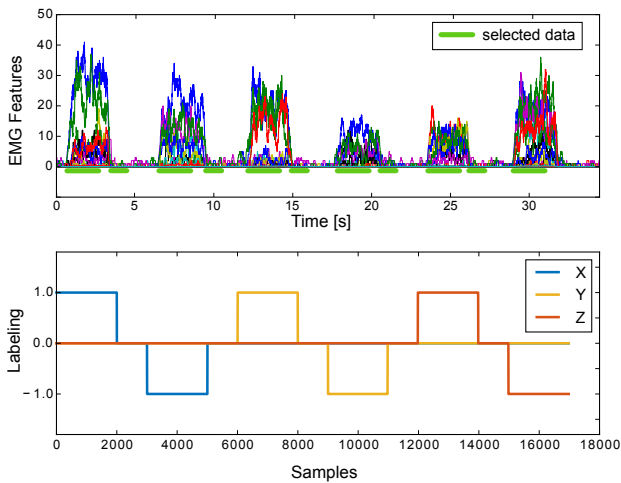 50
40
30
20
10
0
EMG Features
selected data
0 5 10 15 20 25 30
Time [s]
1.0
0.0
−1.0
Labeling
X
Y
Z
0 2000 4000 6000 8000 10000 12000 14000 16000 18000
Samples